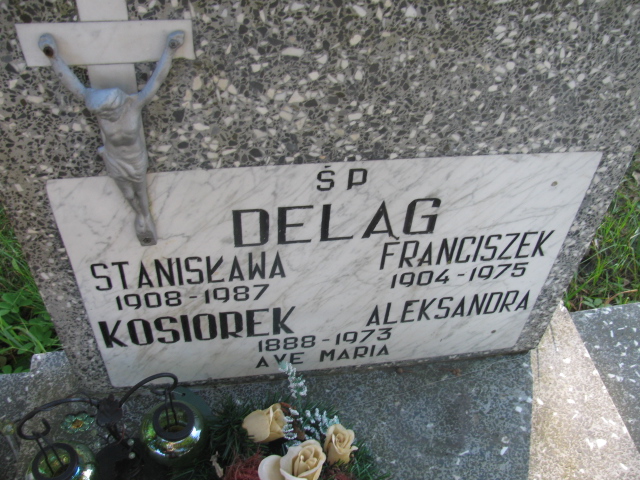 ŚP
DELĄG
STANISŁAWA FRANCISZEK
1908-1987 1904-1975
KOSIOREK ALEKSANDRA
1888-1973
AVE MARIA